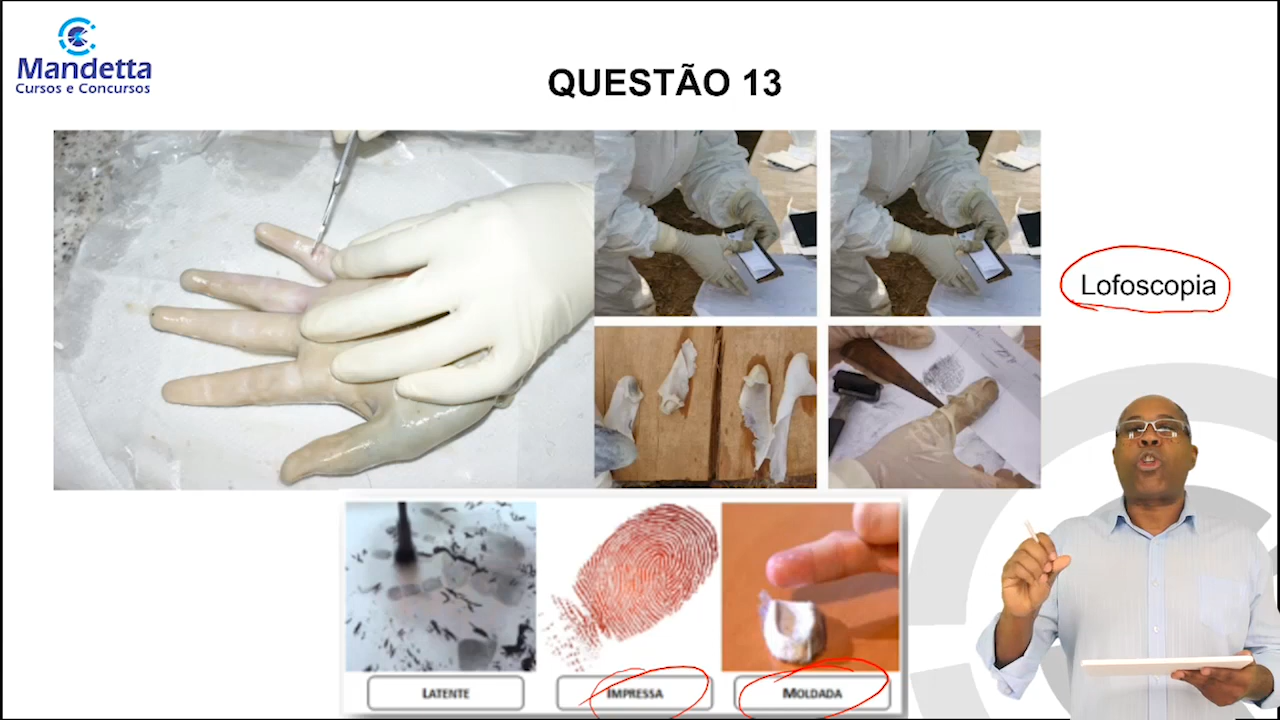 Mandetta
Cursos e Concursos
QUESTÃO 13
Lofoscopia
LATENTE
IMPRESSA
MOLDADA